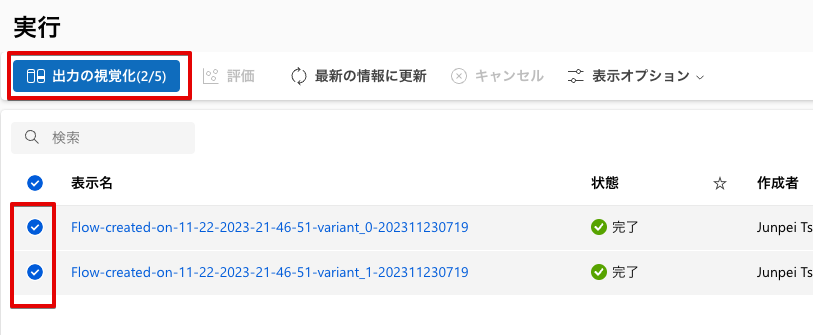 実行
出力の視覚化(2/5) 評価 最新の情報に更新 キャンセル 表示オプション
検索
表示名 状態 作成者
Flow-created-on-11-22-2023-21-46-51-variant_0-202311230719 完了 Junpei Ts
Flow-created-on-11-22-2023-21-46-51-variant_1-202311230719 完了 Junpei Ts